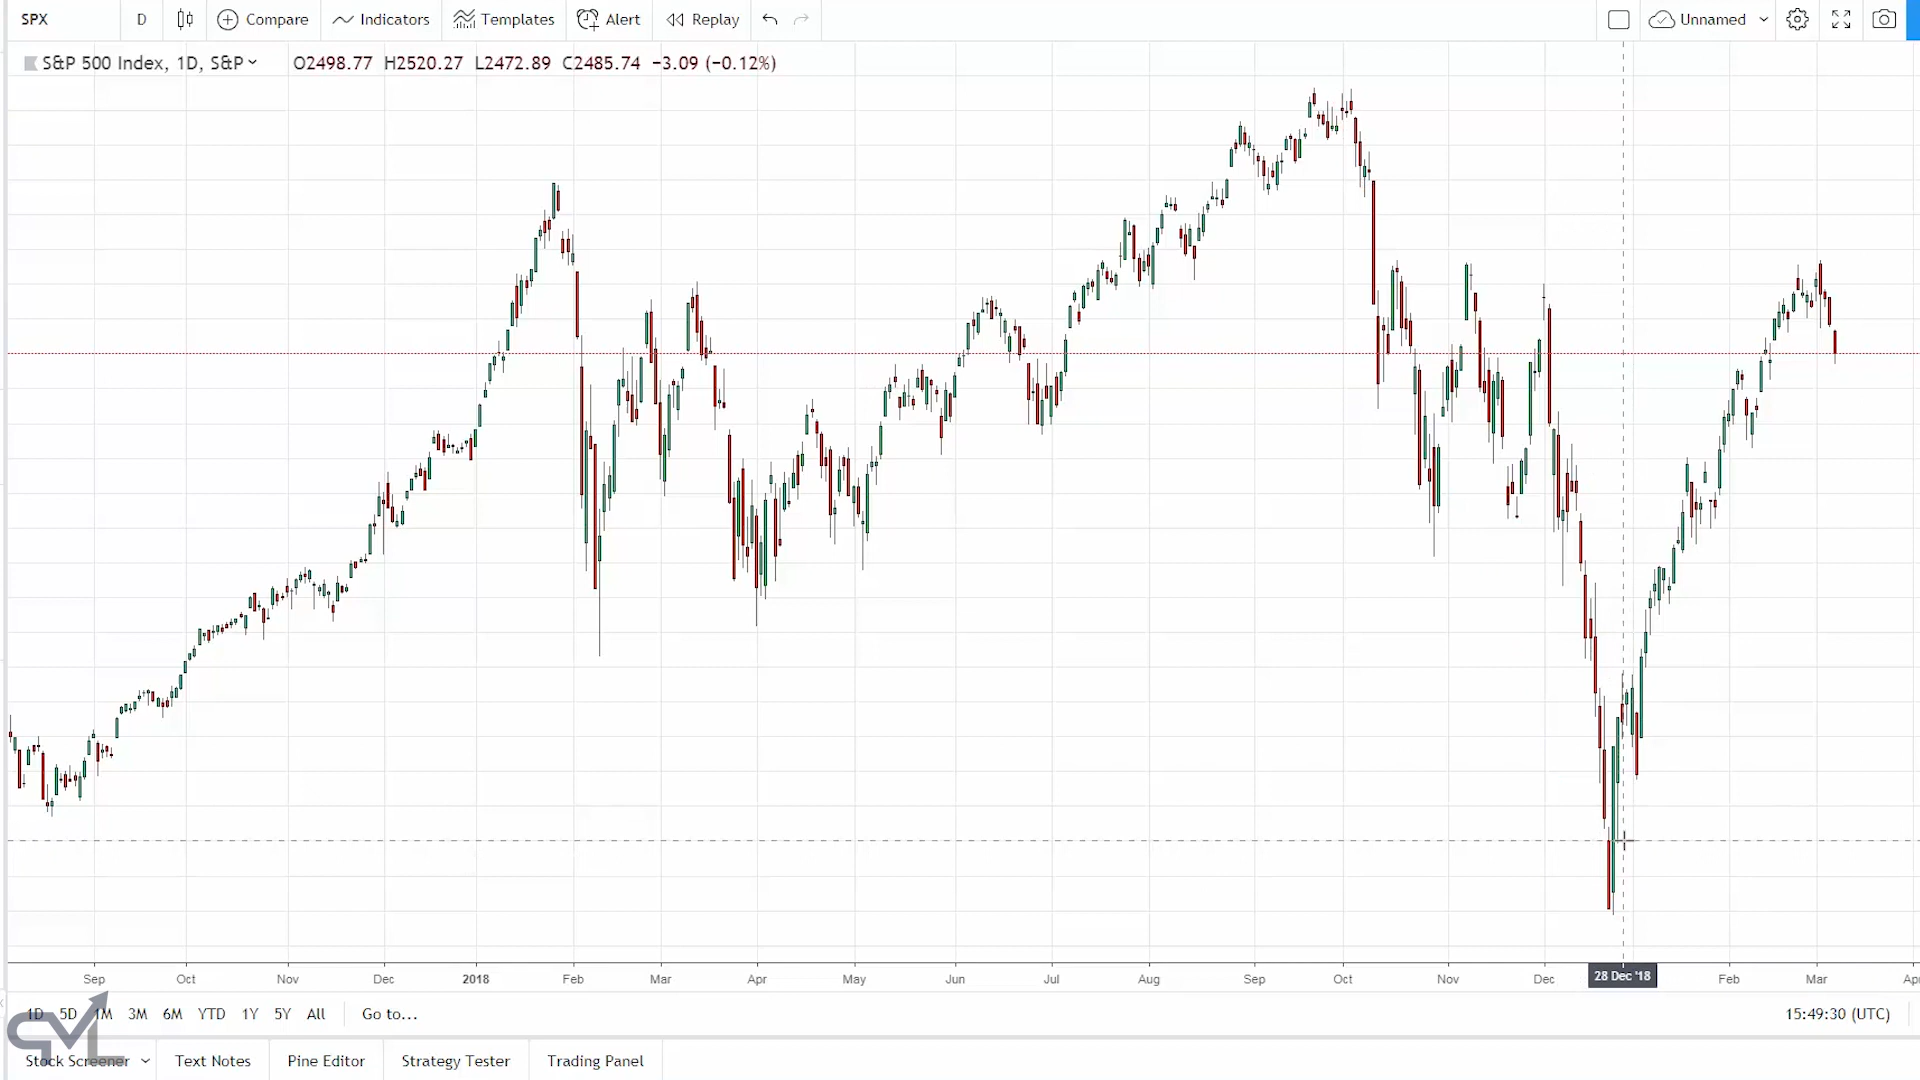 SPX D Compare Indicators Templates Alert Replay Unnamed
S&P 500 Index, 1D, S&P O2498.77 H2520.27 L2472.89 C2485.74 −3.09 (−0.12%)
Sep Oct Nov Dec 2018 Feb Mar Apr May Jun Jul Aug Sep Oct Nov Dec 28 Dec '18 Feb Mar
1D 5D 1M 3M 6M YTD 1Y 5Y All Go to... 15:49:30 (UTC)
Stock Screener Text Notes Pine Editor Strategy Tester Trading Panel